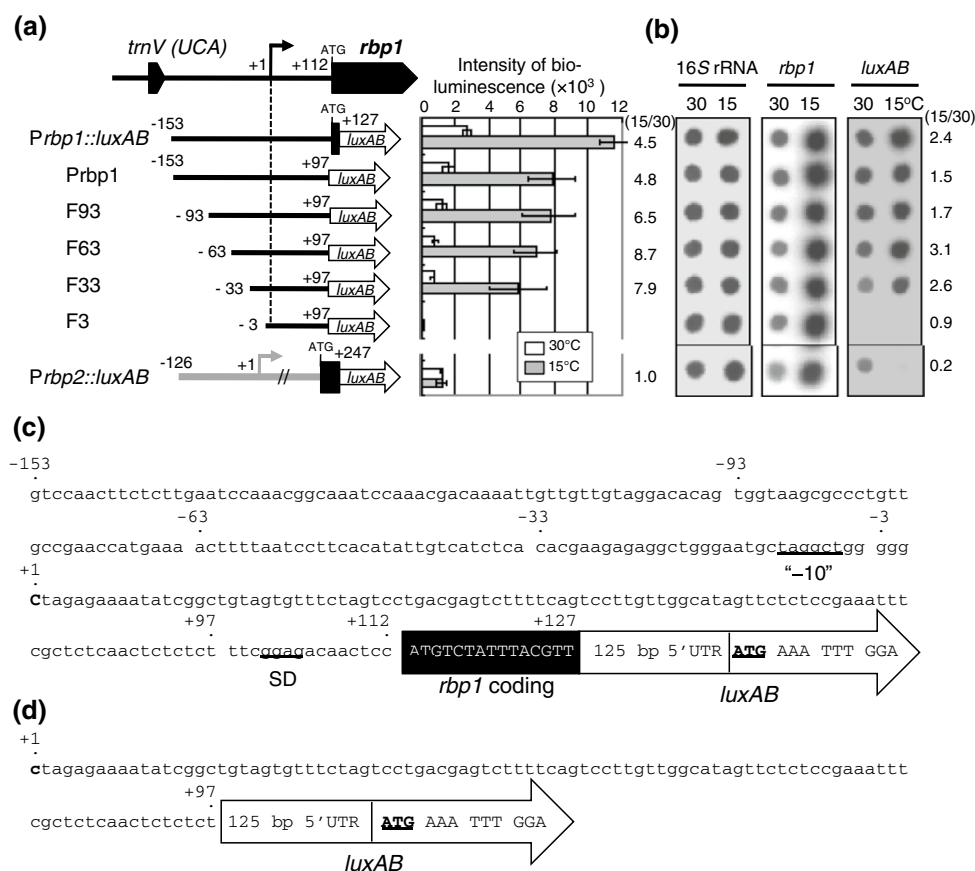 (a)
trnV (UCA)
+1
+112
ATG
rbp1
Intensity of bio-
luminescence (×10³)
0 2 4 6 8 10 12
(15/30)
Prbp1::luxAB
-153
ATG
+127
luxAB
4.5
Prbp1
-153
+97
luxAB
4.8
F93
- 93
+97
luxAB
6.5
F63
- 63
+97
luxAB
8.7
F33
- 33
+97
luxAB
7.9
F3
- 3
+97
luxAB
30°C
15°C
Prbp2::luxAB
-126
+1
//
ATG
+247
luxAB
1.0
(b)
16S rRNA
rbp1
luxAB
30 15
30 15
30 15°C
(15/30)
2.4
1.5
1.7
3.1
2.6
0.9
0.2
(c)
−153
−93
gtccaacttctcttgaatccaaacggcaaatccaaacgacaaaattgttgttgtaggacacag tggtaagcgccctgtt
−63
−33
−3
gccgaaccatgaaa acttttaatccttcacatattgtcatctca cacgaagagaggctgggaatgctaggctgg ggg
“−10”
+1
Ctagagaaaatatcggctgtagtgtttctagtcctgacgagtcttttcagtccttgttggcatagttctctccgaaattt
+97
+112
+127
cgctctcaactctctct ttcggagacaactcc ATGTCTATTTACGTT 125 bp 5’UTR ATG AAA TTT GGA
SD
rbp1 coding
luxAB
(d)
+1
ctagagaaaatatcggctgtagtgtttctagtcctgacgagtcttttcagtccttgttggcatagttctctccgaaattt
+97
cgctctcaactctctct 125 bp 5’UTR ATG AAA TTT GGA
luxAB